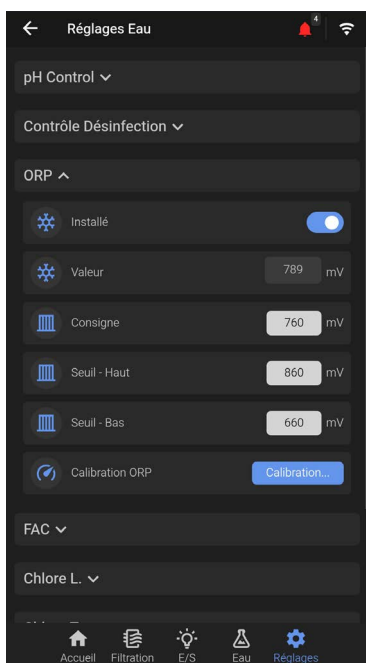 Réglages Eau
4
pH Control
Contrôle Désinfection
ORP
Installé
Valeur 789 mV
Consigne 760 mV
Seuil - Haut 860 mV
Seuil - Bas 660 mV
Calibration ORP Calibration...
FAC
Chlore L.
Accueil Filtration E/S Eau Réglages